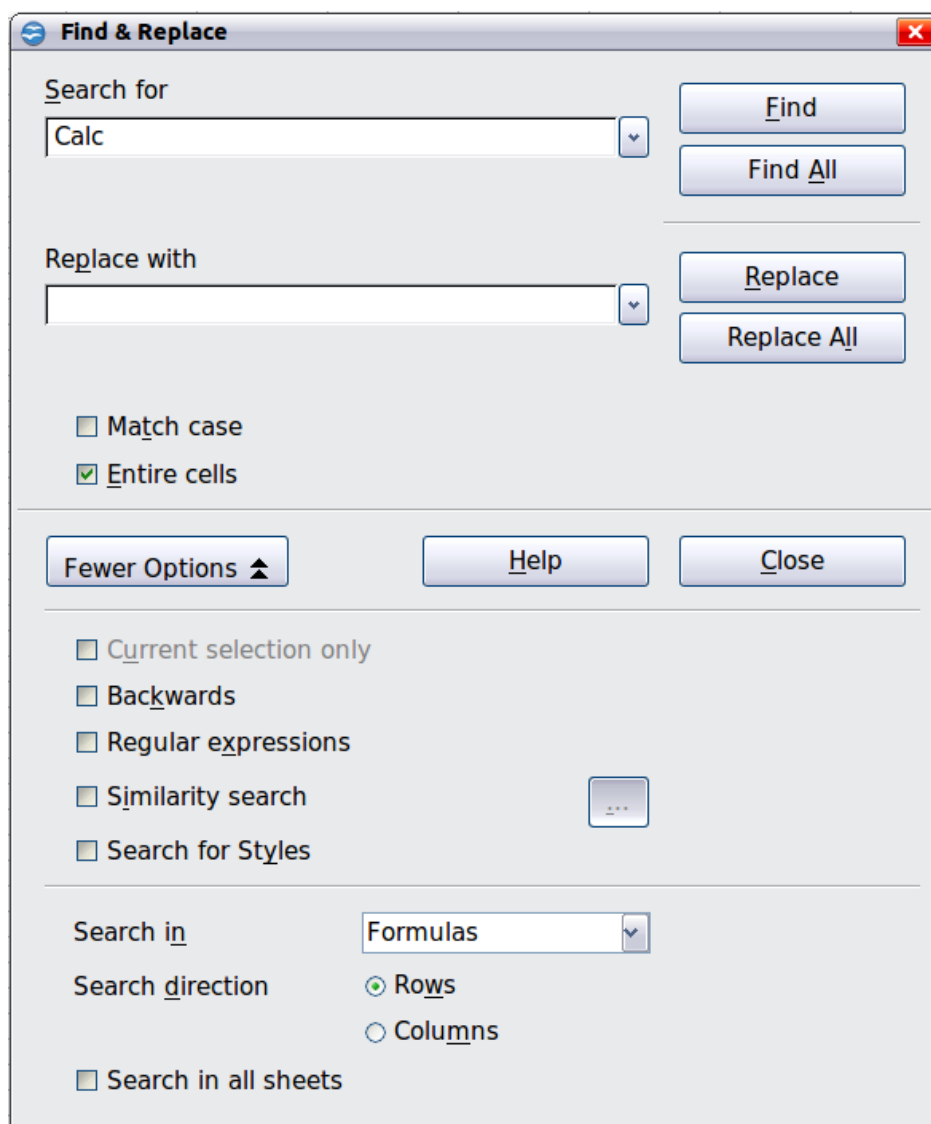 Find & Replace
Search for
Calc
Find
Find All
Replace with
Replace
Replace All
Match case
Entire cells
Fewer Options
Help
Close
Current selection only
Backwards
Regular expressions
Similarity search
...
Search for Styles
Search in
Formulas
Search direction
Rows
Columns
Search in all sheets